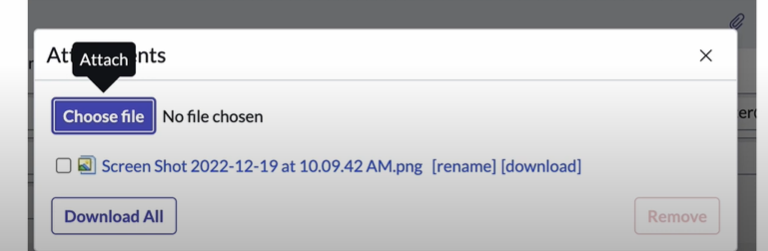 Attachments
Attach
Choose file No file chosen
Screen Shot 2022-12-19 at 10.09.42 AM.png [rename] [download]
Download All
Remove